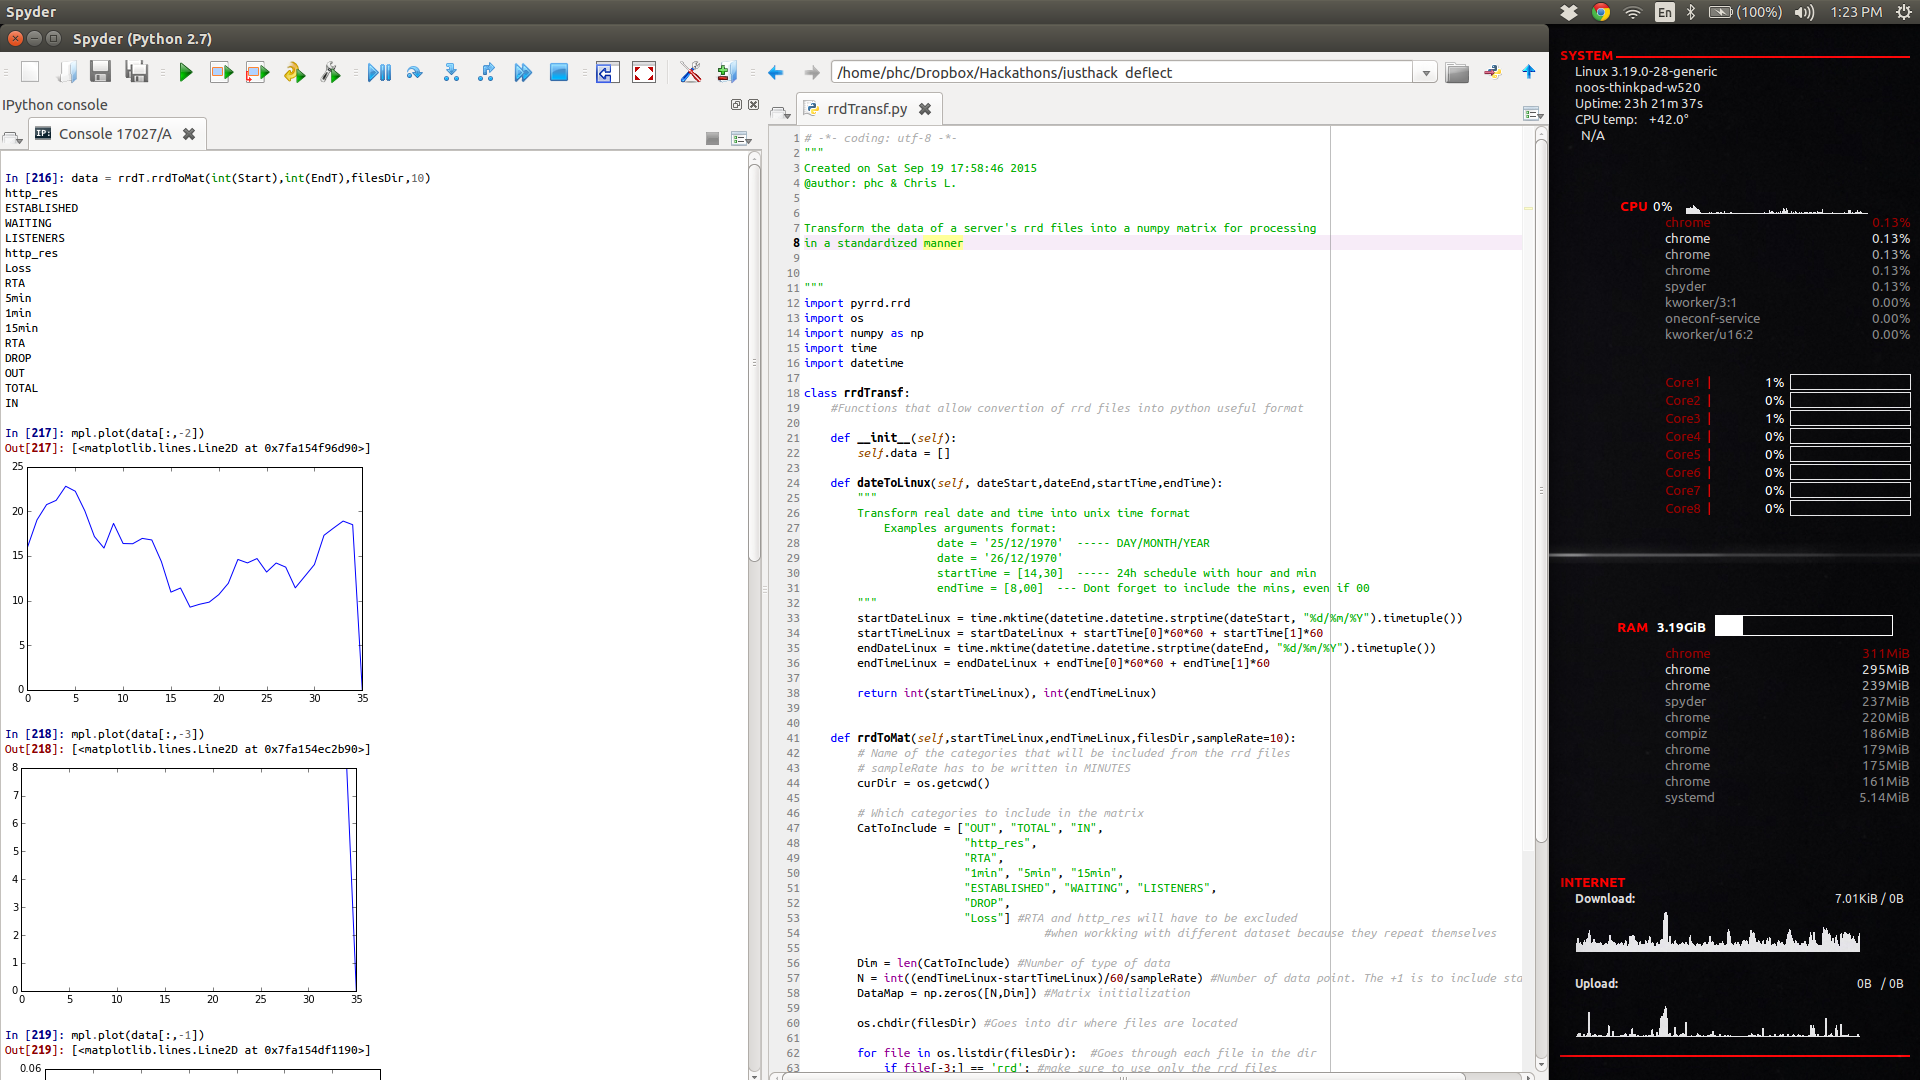 Spyder
En
(100%)
1:23 PM
Spyder (Python 2.7)
/home/phc/Dropbox/Hackathons/justhack_deflect
IPython console
IP: Console 17027/A
In [216]: data = rrdT.rrdToMat(int(Start),int(EndT),filesDir,10)
http_res
ESTABLISHED
WAITING
LISTENERS
http_res
Loss
RTA
5min
1min
15min
RTA
DROP
OUT
TOTAL
IN
In [217]: mpl.plot(data[:,-2])
Out[217]: [<matplotlib.lines.Line2D at 0x7fa154f96d90>]
25
20
15
10
5
0
0 5 10 15 20 25 30 35
In [218]: mpl.plot(data[:,-3])
Out[218]: [<matplotlib.lines.Line2D at 0x7fa154ec2b90>]
8
7
6
5
4
3
2
1
0
0 5 10 15 20 25 30 35
In [219]: mpl.plot(data[:,-1])
Out[219]: [<matplotlib.lines.Line2D at 0x7fa154df1190>]
0.06
rrdTransf.py
1 # -*- coding: utf-8 -*-
2 """
3 Created on Sat Sep 19 17:58:46 2015
4 @author: phc & Chris L.
5
6
7 Transform the data of a server's rrd files into a numpy matrix for processing
8 in a standardized manner
9
10
11 """
12 import pyrrd.rrd
13 import os
14 import numpy as np
15 import time
16 import datetime
17
18 class rrdTransf:
19     #Functions that allow convertion of rrd files into python useful format
20
21     def __init__(self):
22         self.data = []
23
24     def dateToLinux(self, dateStart,dateEnd,startTime,endTime):
25         """
26         Transform real date and time into unix time format
27             Examples arguments format:
28                     date = '25/12/1970'  ----- DAY/MONTH/YEAR
29                     date = '26/12/1970'
30                     startTime = [14,30]  ----- 24h schedule with hour and min
31                     endTime = [8,00]  --- Dont forget to include the mins, even if 00
32         """
33         startDateLinux = time.mktime(datetime.datetime.strptime(dateStart, "%d/%m/%Y").timetuple())
34         startTimeLinux = startDateLinux + startTime[0]*60*60 + startTime[1]*60
35         endDateLinux = time.mktime(datetime.datetime.strptime(dateEnd, "%d/%m/%Y").timetuple())
36         endTimeLinux = endDateLinux + endTime[0]*60*60 + endTime[1]*60
37
38         return int(startTimeLinux), int(endTimeLinux)
39
40
41     def rrdToMat(self,startTimeLinux,endTimeLinux,filesDir,sampleRate=10):
42         # Name of the categories that will be included from the rrd files
43         # sampleRate has to be written in MINUTES
44         curDir = os.getcwd()
45
46         # Which categories to include in the matrix
47         CatToInclude = ["OUT", "TOTAL", "IN",
48                         "http_res",
49                         "RTA",
50                         "1min", "5min", "15min",
51                         "ESTABLISHED", "WAITING", "LISTENERS",
52                         "DROP",
53                         "Loss"] #RTA and http_res will have to be excluded
54                                     #when workking with different dataset because they repeat themselves
55
56         Dim = len(CatToInclude) #Number of type of data
57         N = int((endTimeLinux-startTimeLinux)/60/sampleRate) #Number of data point. The +1 is to include sta
58         DataMap = np.zeros([N,Dim]) #Matrix initialization
59
60         os.chdir(filesDir) #Goes into dir where files are located
61
62         for file in os.listdir(filesDir):  #Goes through each file in the dir
63             if file[-3:] == 'rrd': #make sure to use only the rrd files
SYSTEM
Linux 3.19.0-28-generic
noos-thinkpad-w520
Uptime: 23h 21m 37s
CPU temp: +42.0°
N/A
CPU 0%
chrome 0.13%
chrome 0.13%
chrome 0.13%
chrome 0.13%
spyder 0.13%
kworker/3:1 0.00%
oneconf-service 0.00%
kworker/u16:2 0.00%
Core1 | 1%
Core2 | 0%
Core3 | 1%
Core4 | 0%
Core5 | 0%
Core6 | 0%
Core7 | 0%
Core8 | 0%
RAM 3.19GiB
chrome 311MiB
chrome 295MiB
chrome 239MiB
spyder 237MiB
chrome 220MiB
compiz 186MiB
chrome 179MiB
chrome 175MiB
chrome 161MiB
systemd 5.14MiB
INTERNET
Download: 7.01KiB / 0B
Upload: 0B / 0B